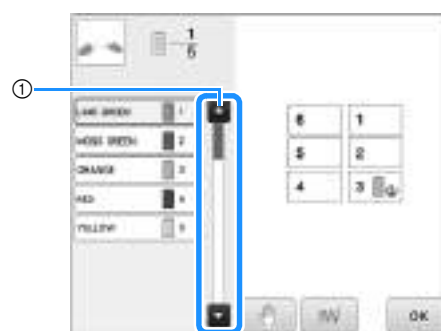 ①
1
6
LIME GREEN 1
MOSS GREEN 2
ORANGE 3
RED 4
YELLOW 5
6 1
5 2
4 3
OK